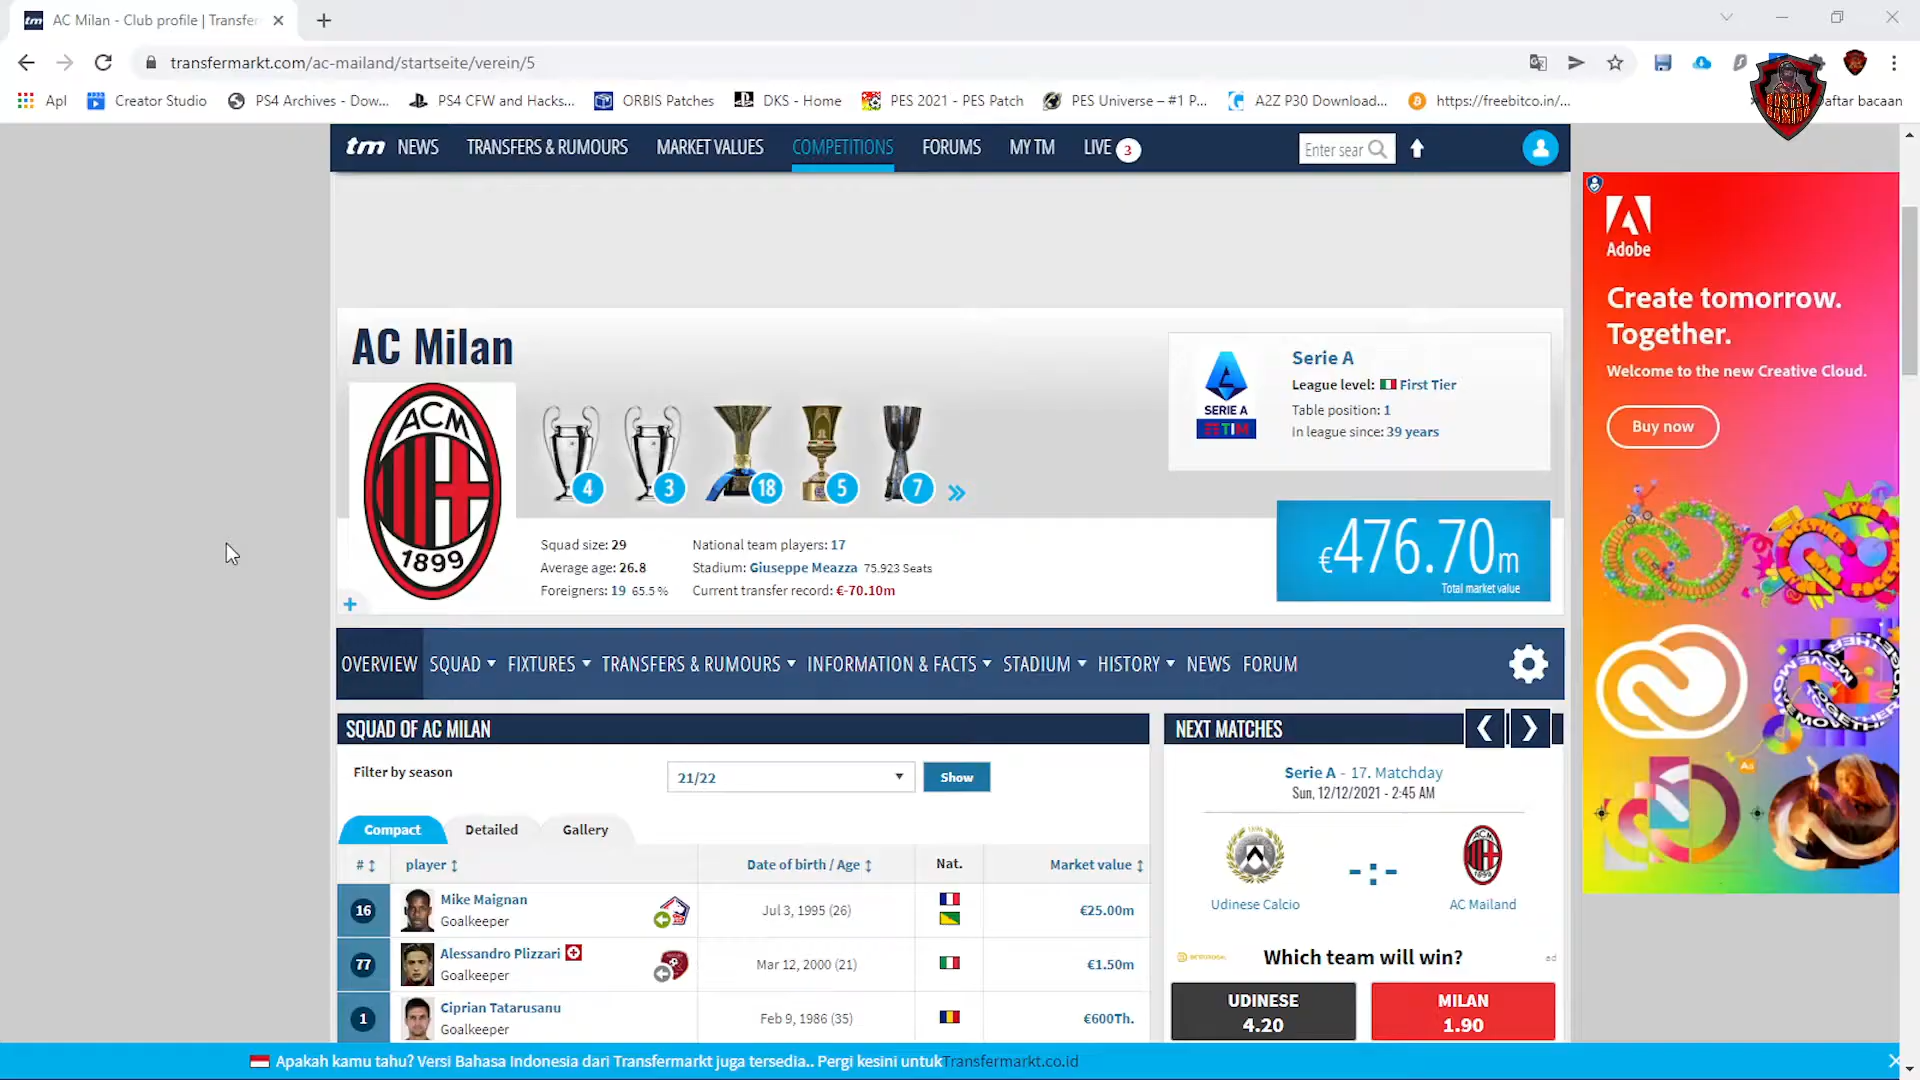 tm AC Milan - Club profile | Transfer
transfermarkt.com/ac-mailand/startseite/verein/5
Apl
Creator Studio
PS4 Archives - Dow...
PS4 CFW and Hacks...
ORBIS Patches
DKS - Home
PES 2021 - PES Patch
PES Universe – #1 P...
A2Z P30 Download...
https://freebitco.in/...
aftar bacaan
tm NEWS TRANSFERS & RUMOURS MARKET VALUES COMPETITIONS FORUMS MY TM LIVE 3
Enter sear
AC Milan
ACM
1899
4 3 18 5 7
Squad size: 29
Average age: 26.8
Foreigners: 19 65.5 %
National team players: 17
Stadium: Giuseppe Meazza 75.923 Seats
Current transfer record: €-70.10m
SERIE A
TIM
Serie A
League level: First Tier
Table position: 1
In league since: 39 years
€476.70m
Total market value
Adobe
Create tomorrow.
Together.
Welcome to the new Creative Cloud.
Buy now
OVERVIEW SQUAD FIXTURES TRANSFERS & RUMOURS INFORMATION & FACTS STADIUM HISTORY NEWS FORUM
SQUAD OF AC MILAN
Filter by season
21/22
Show
Compact Detailed Gallery
# player Date of birth / Age Nat. Market value
16 Mike Maignan Jul 3, 1995 (26) €25.00m
Goalkeeper
77 Alessandro Plizzari Mar 12, 2000 (21) €1.50m
Goalkeeper
1 Ciprian Tatarusanu Feb 9, 1986 (35) €600Th.
Goalkeeper
NEXT MATCHES
Serie A - 17. Matchday
Sun, 12/12/2021 - 2:45 AM
-:-
Udinese Calcio
AC Mailand
Which team will win?
ad
UDINESE
4.20
MILAN
1.90
Apakah kamu tahu? Versi Bahasa Indonesia dari Transfermarkt juga tersedia.. Pergi kesini untukTransfermarkt.co.id